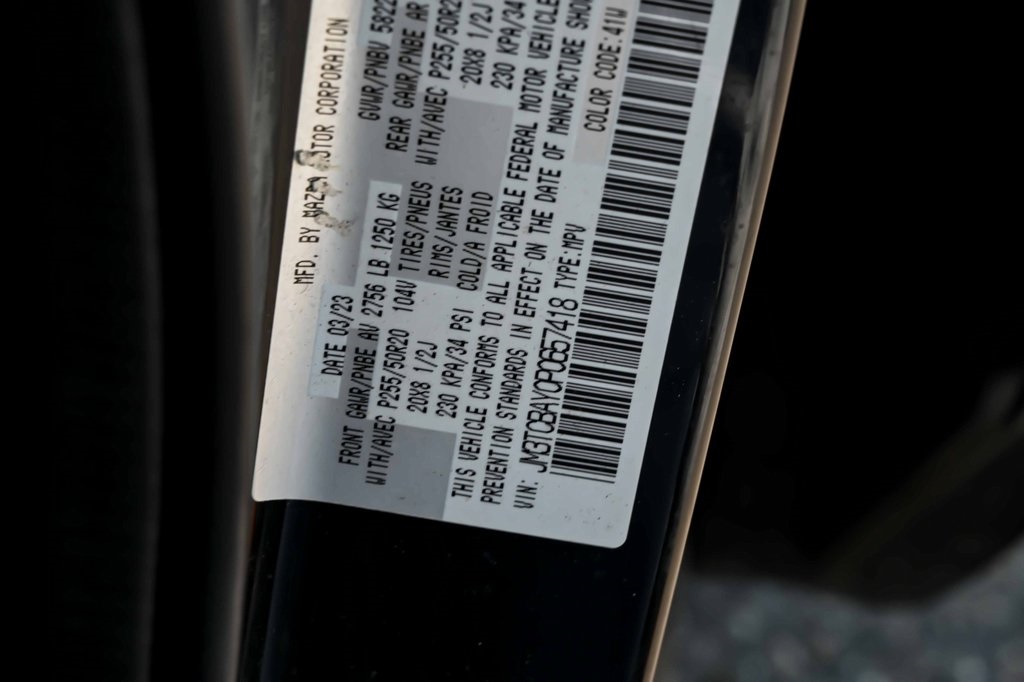 MFD. BY MAZDA MOTOR CORPORATION
DATE 03/23 GVWR/PNBV 5822
FRONT GAWR/PNBE AV 2756 LB 1250 KG REAR GAWR/PNBE AR
WITH/AVEC P255/50R20 104V TIRES/PNEUS WITH/AVEC P255/50R2
20X8 1/2J RIMS/JANTES 20X8 1/2J
230 KPA/34 PSI COLD/A FROID 230 KPA/34
THIS VEHICLE CONFORMS TO ALL APPLICABLE FEDERAL MOTOR VEHICLE
PREVENTION STANDARDS IN EFFECT ON THE DATE OF MANUFACTURE SHO
VIN: JM3TCBAY0P0657418 TYPE:MPV COLOR CODE:41W